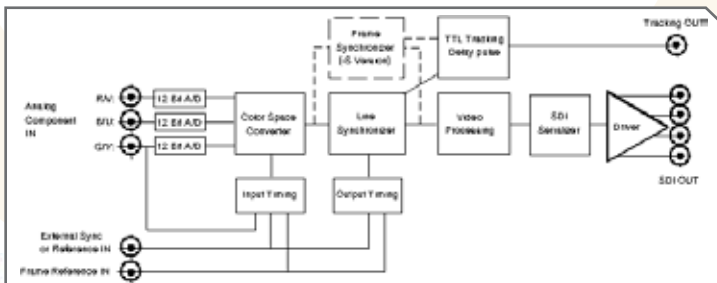 Tracking OUT
Frame
Synchronizer
(-S Version)
TTL Tracking
Delay pulse
Analog
Component
IN
R/V:
B/U:
G/Y:
12 Bit A/D
12 Bit A/D
12 Bit A/D
Color Space
Converter
Line
Synchronizer
Video
Processing
SDI
Serializer
Driver
SDI OUT
Input Timing
Output Timing
External Sync
or Reference IN
Frame Reference IN